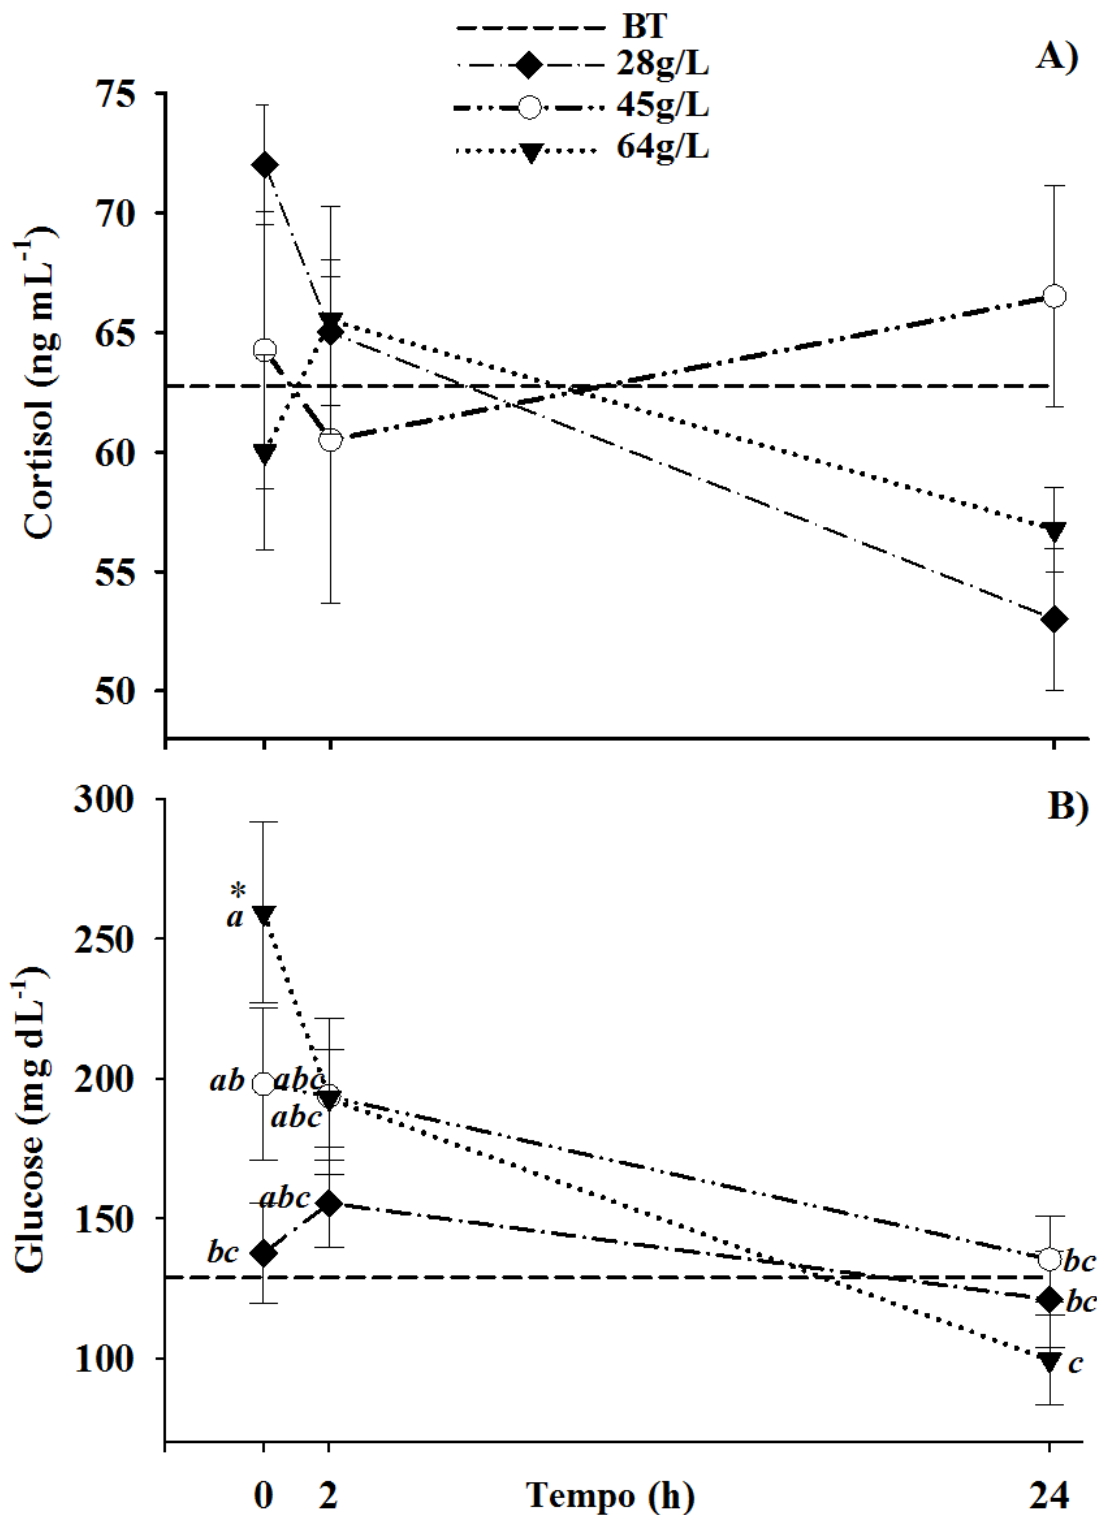 BT
28g/L
45g/L
64g/L
A)
75
70
65
60
55
50
Cortisol (ng mL⁻¹)
B)
300
250
200
150
100
Glucose (mg dL⁻¹)
*
a
ab
abc
abc
abc
bc
bc
bc
c
0
2
Tempo (h)
24